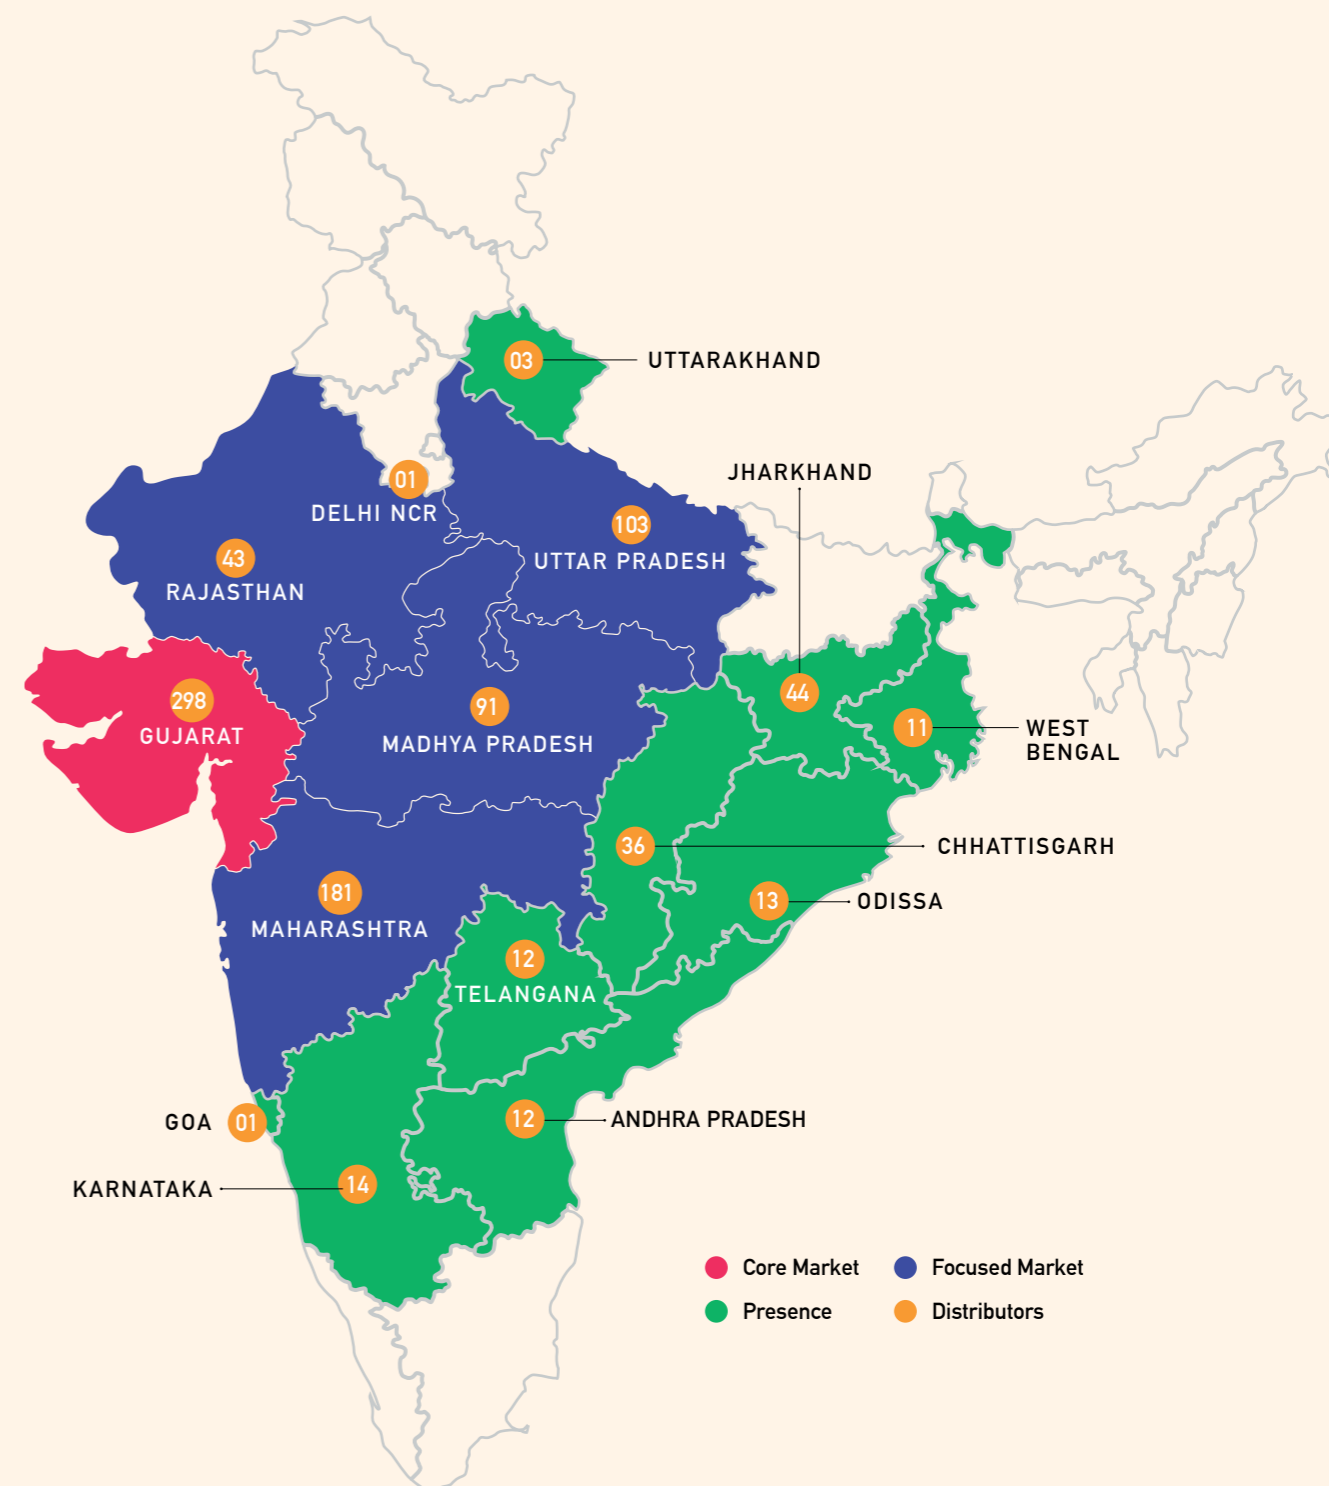 03
UTTARAKHAND
JHARKHAND
01
DELHI NCR
103
UTTAR PRADESH
43
RAJASTHAN
298
GUJARAT
91
MADHYA PRADESH
44
11
WEST
BENGAL
36
CHHATTISGARH
181
MAHARASHTRA
13
ODISSA
12
TELANGANA
GOA
01
12
ANDHRA PRADESH
KARNATAKA
14
Core Market
Focused Market
Presence
Distributors